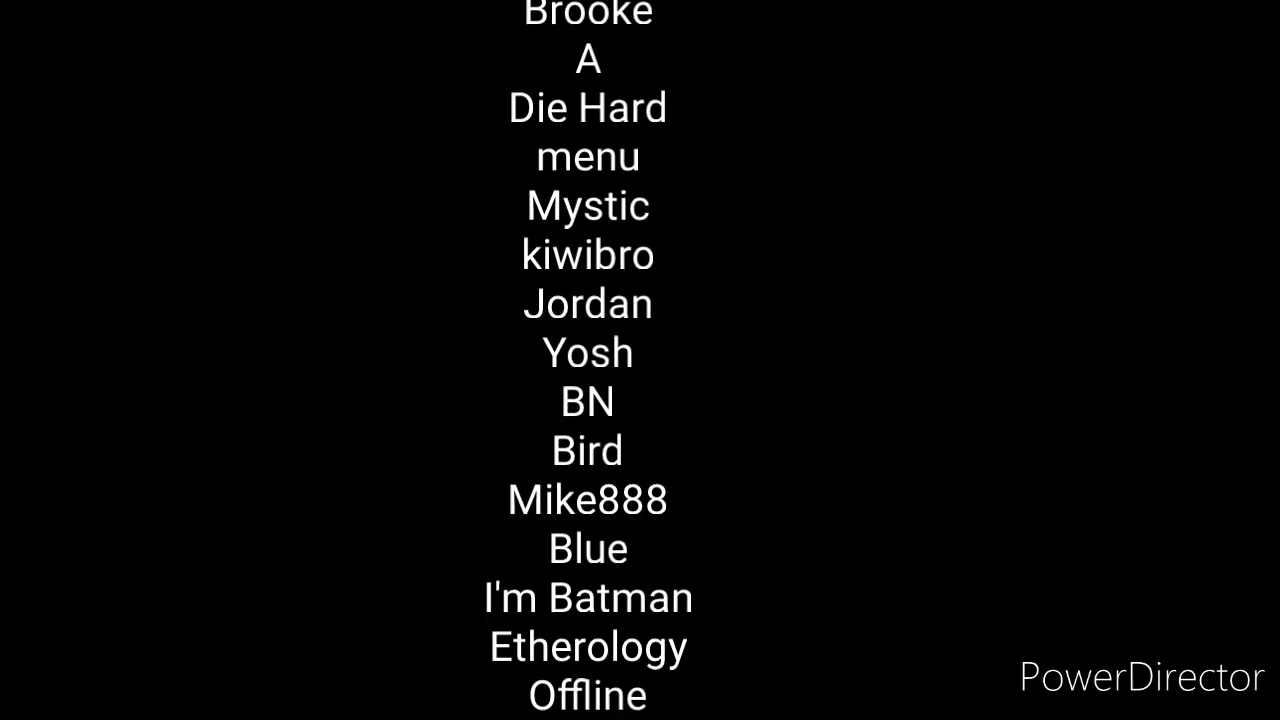 Brooke
A
Die Hard
menu
Mystic
kiwibro
Jordan
Yosh
BN
Bird
Mike888
Blue
I'm Batman
Etherology
Offline
PowerDirector